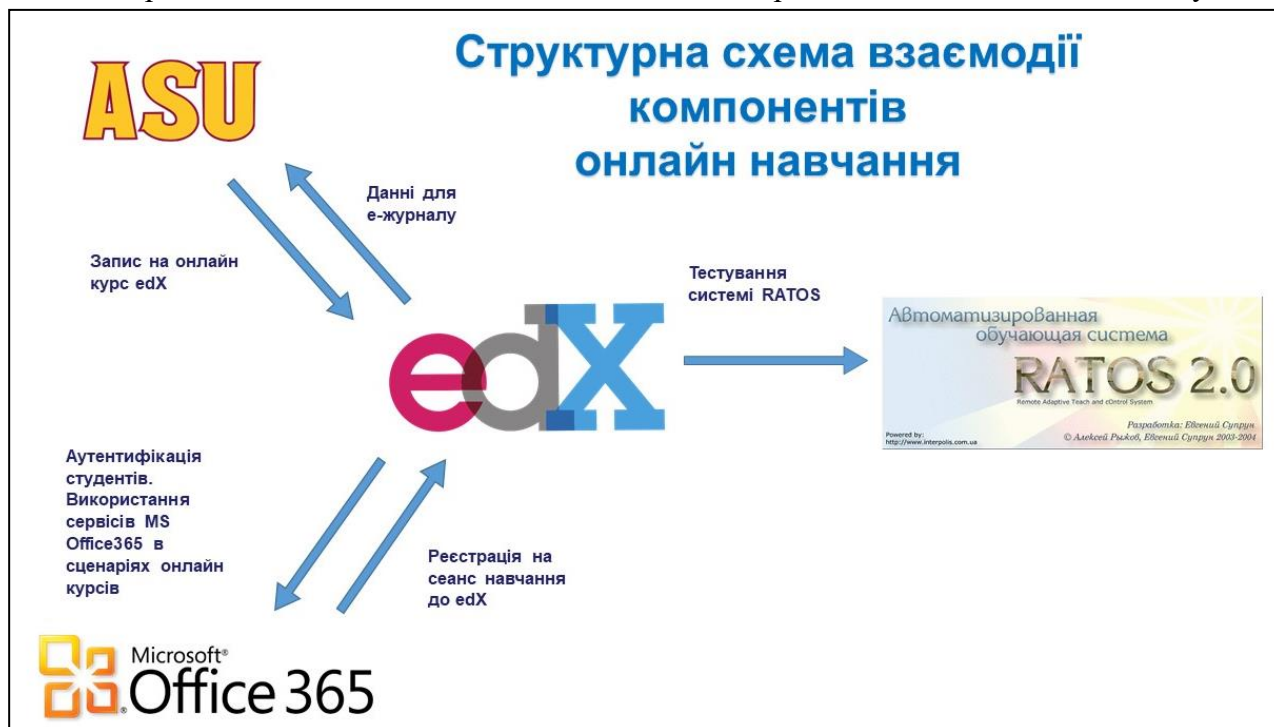 Структурна схема взаємодії
компонентів
онлайн навчання
ASU
Данні для
е-журналу
Запис на онлайн
курс edX
edX
Тестування
системі RATOS
Автоматизированная
обучающая система
RATOS 2.0
Remote Adaptive Teach and cOntrol System
Powered by:
http://www.interpolis.com.ua
Разработка: Евгений Супрун
© Алексей Рыжов, Евгений Супрун 2003-2004
Аутентифікація
студентів.
Використання
сервісів MS
Office365 в
сценаріях онлайн
курсів
Реєстрація на
сеанс навчання
до edX
Microsoft®
Office 365